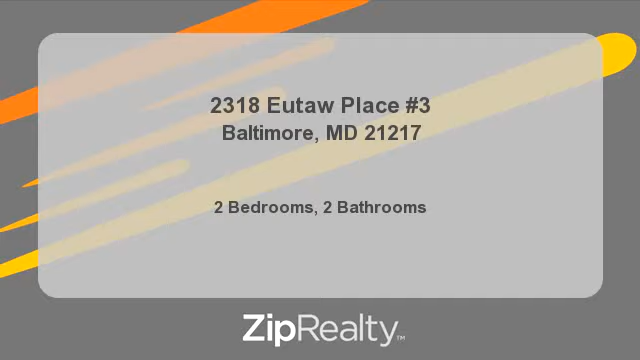 2318 Eutaw Place #3
Baltimore, MD 21217
2 Bedrooms, 2 Bathrooms
ZipRealty™